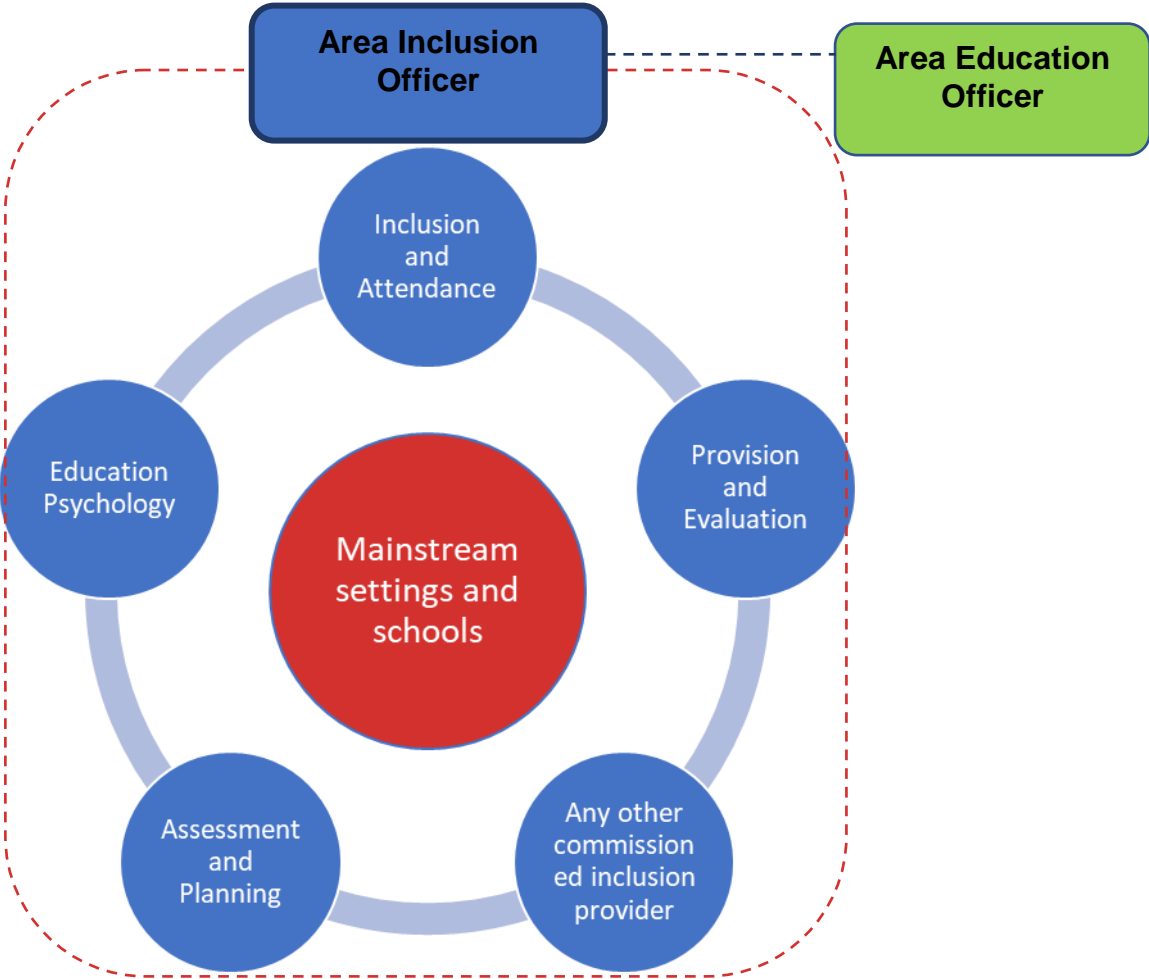 Area Inclusion
Officer
Area Education
Officer
Inclusion
and
Attendance
Education
Psychology
Provision
and
Evaluation
Mainstream
settings and
schools
Assessment
and
Planning
Any other
commission
ed inclusion
provider